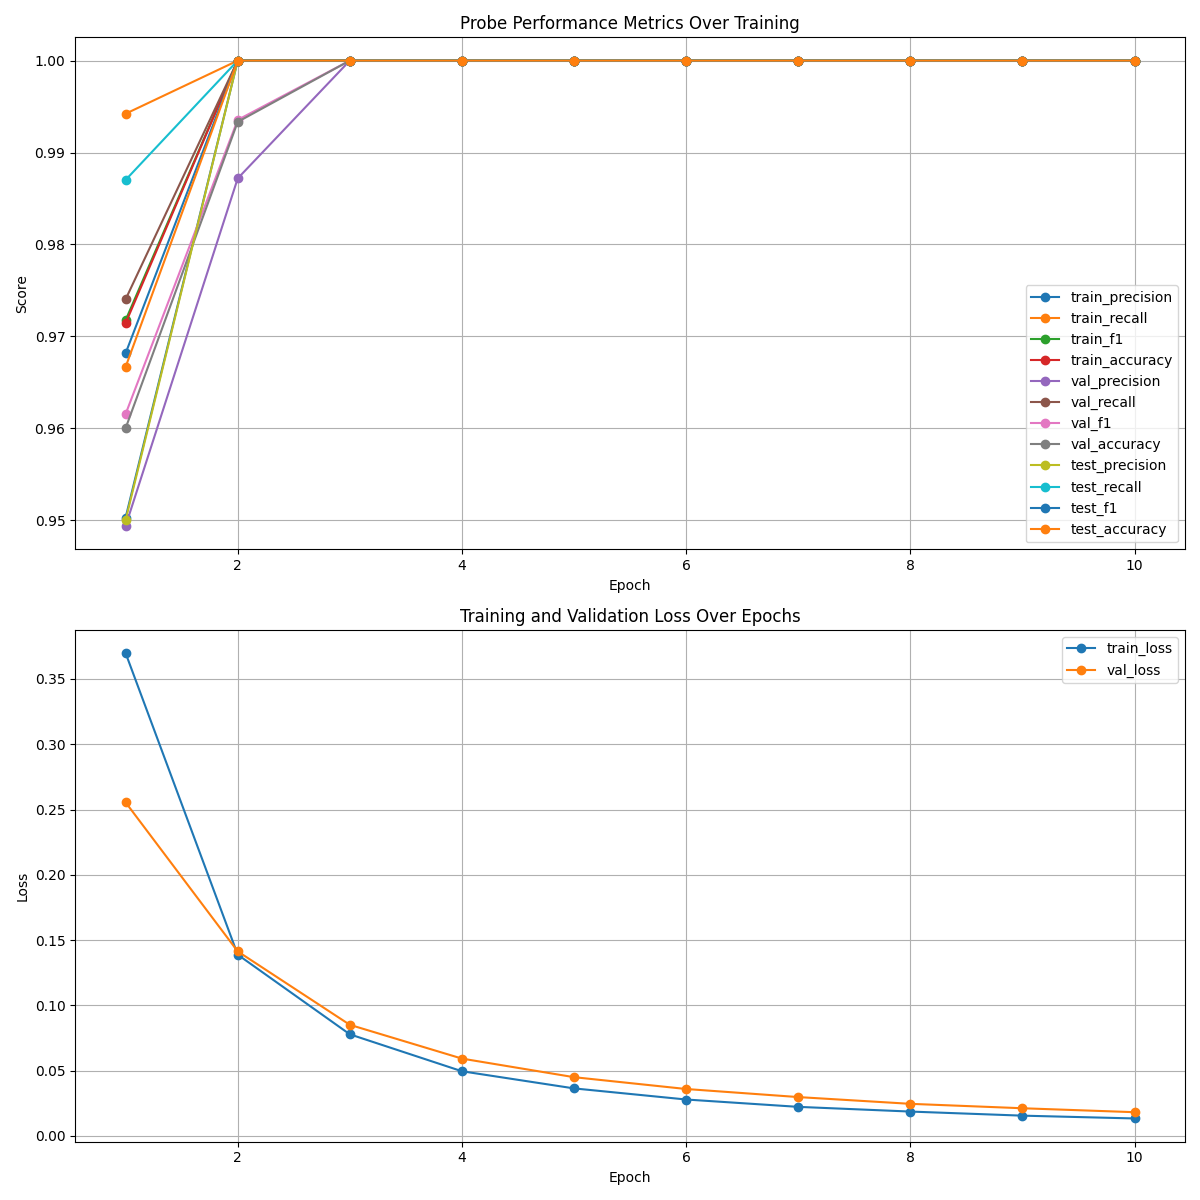 Probe Performance Metrics Over Training
1.00
0.99
0.98
0.97
0.96
0.95
Score
train_precision
train_recall
train_f1
train_accuracy
val_precision
val_recall
val_f1
val_accuracy
test_precision
test_recall
test_f1
test_accuracy
2 4 6 8 10
Epoch
Training and Validation Loss Over Epochs
train_loss
val_loss
0.35
0.30
0.25
0.20
0.15
0.10
0.05
0.00
Loss
2 4 6 8 10
Epoch